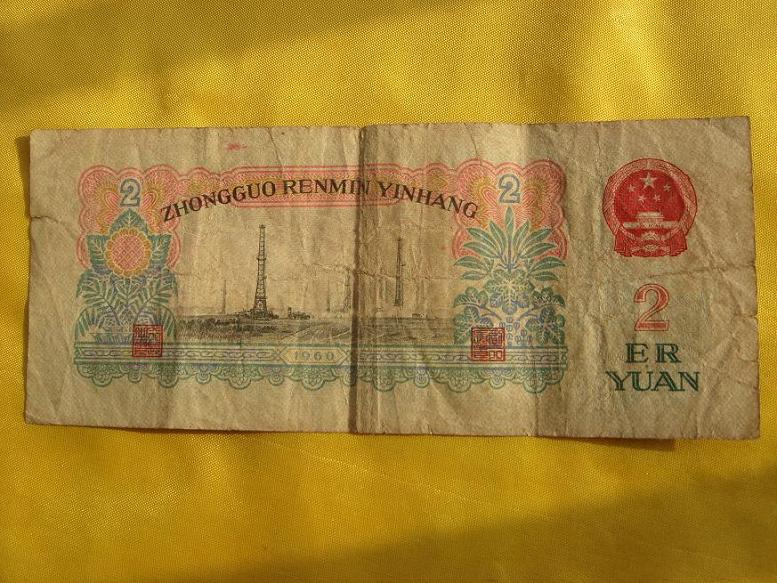 2
2
ZHONGGUO RENMIN YINHANG
1960
2
ER
YUAN